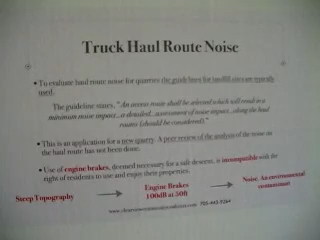 Truck Haul Route Noise
• To evaluate haul route noise for quarries the guidelines for landfill sites are typically
used.
The guideline states, "An access route shall be selected which will result in a
minimum noise impact...a detailed...assessment of noise impact...along the haul
routes (should be considered)."
• This is an application for a new quarry. A peer review of the analysis of the noise on
the haul route has not been done.
• Use of engine brakes, deemed necessary for a safe descent, is incompatible with the
right of residents to use and enjoy their properties.
Steep Topography
Engine Brakes
100dB at 50ft
Noise. An environmental
contaminant